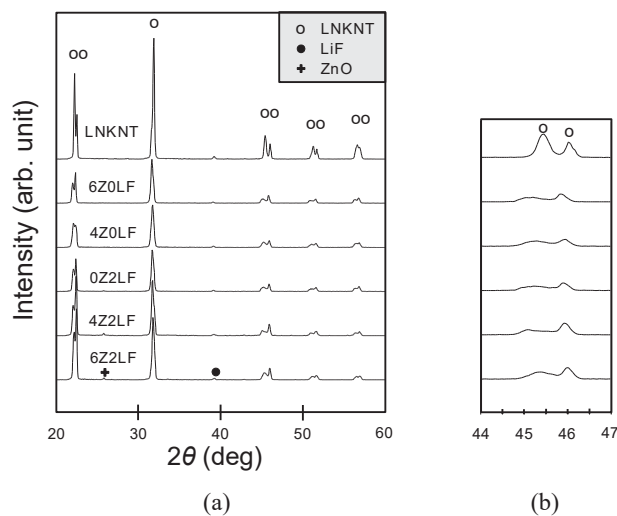 o LNKNT
● LiF
✚ ZnO
o
oo
oo
oo
oo
LNKNT
6Z0LF
4Z0LF
0Z2LF
4Z2LF
6Z2LF
✚
●
Intensity (arb. unit)
20 30 40 50 60
2θ (deg)
(a)
o o
44 45 46 47
(b)